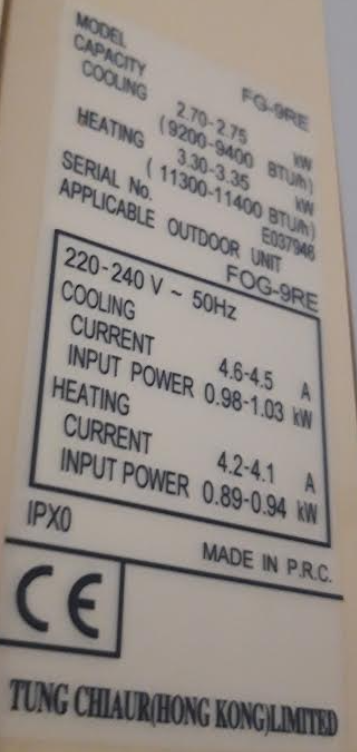 MODEL FG-9RE
CAPACITY
COOLING 2.70-2.75 kW
(9200-9400 BTU/h)
HEATING 3.30-3.35 kW
(11300-11400 BTU/h)
SERIAL No. E037946
APPLICABLE OUTDOOR UNIT
FOG-9RE
220-240 V ~ 50Hz
COOLING
CURRENT 4.6-4.5 A
INPUT POWER 0.98-1.03 kW
HEATING
CURRENT 4.2-4.1 A
INPUT POWER 0.89-0.94 kW
IPX0
MADE IN P.R.C.
CE
TUNG CHIAUR(HONG KONG)LIMITED